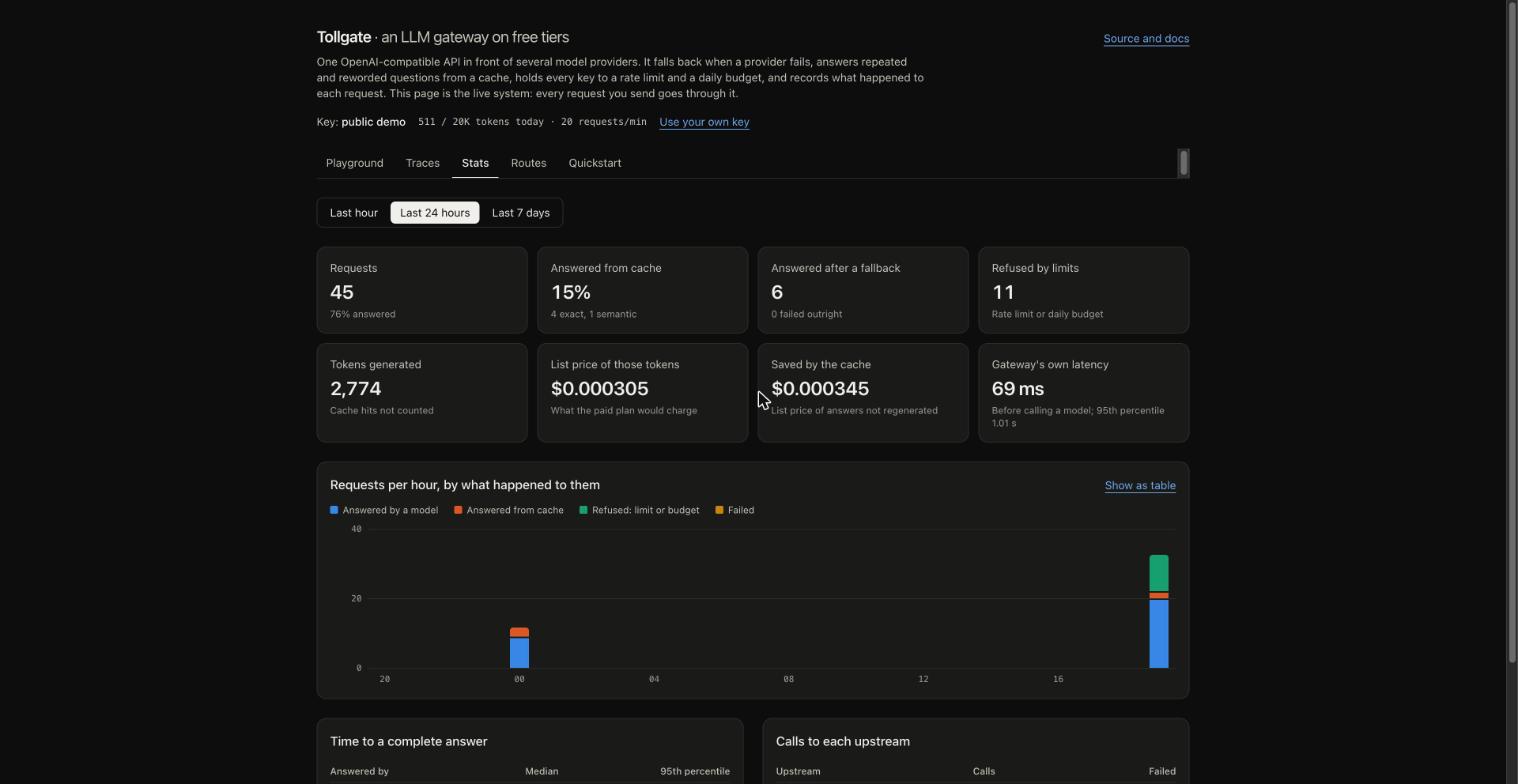 Tollgate · an LLM gateway on free tiers
Source and docs
One OpenAI-compatible API in front of several model providers. It falls back when a provider fails, answers repeated
and reworded questions from a cache, holds every key to a rate limit and a daily budget, and records what happened to
each request. This page is the live system: every request you send goes through it.
Key: public demo 511 / 20K tokens today · 20 requests/min Use your own key
Playground Traces Stats Routes Quickstart
Last hour Last 24 hours Last 7 days
Requests
45
76% answered
Answered from cache
15%
4 exact, 1 semantic
Answered after a fallback
6
0 failed outright
Refused by limits
11
Rate limit or daily budget
Tokens generated
2,774
Cache hits not counted
List price of those tokens
$0.000305
What the paid plan would charge
Saved by the cache
$0.000345
List price of answers not regenerated
Gateway's own latency
69 ms
Before calling a model; 95th percentile
1.01 s
Requests per hour, by what happened to them
Show as table
Answered by a model Answered from cache Refused: limit or budget Failed
40
20
0
20 00 04 08 12 16
Time to a complete answer
Answered by Median 95th percentile
Calls to each upstream
Upstream Calls Failed